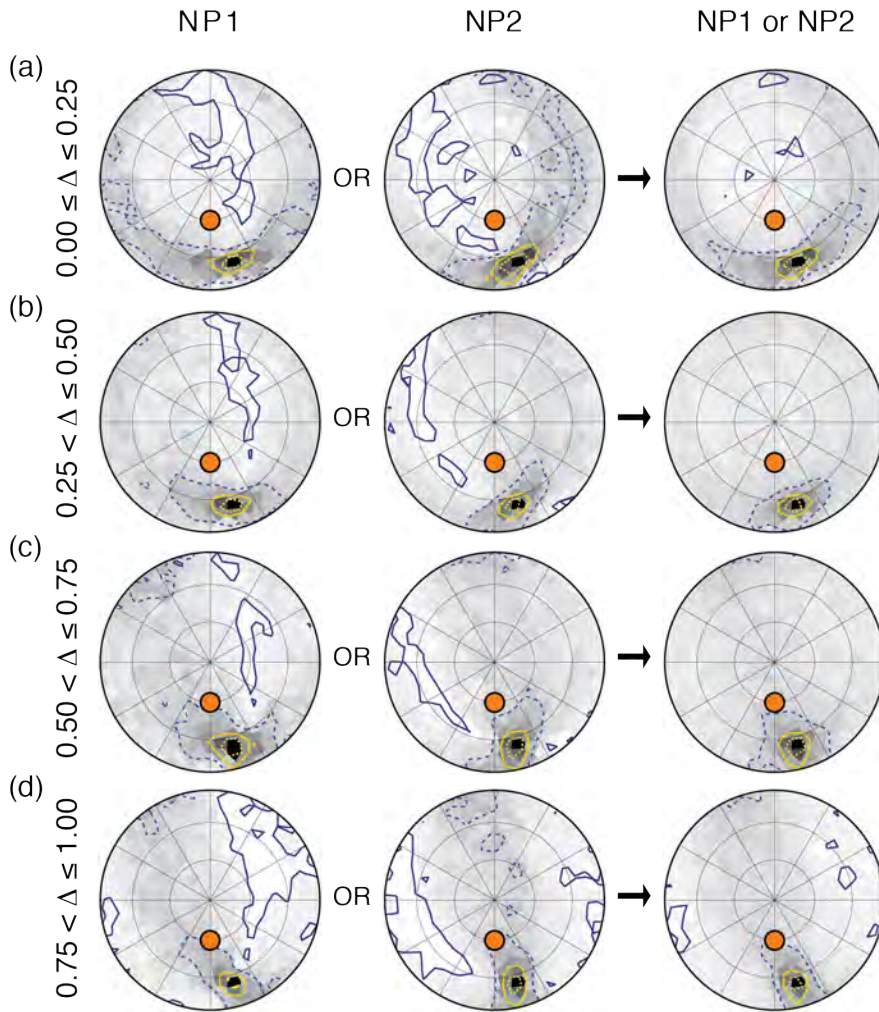 NP1 NP2 NP1 or NP2
(a)
0.00 ≤ Δ ≤ 0.25
OR
(b)
0.25 < Δ ≤ 0.50
OR
(c)
0.50 < Δ ≤ 0.75
OR
(d)
0.75 < Δ ≤ 1.00
OR